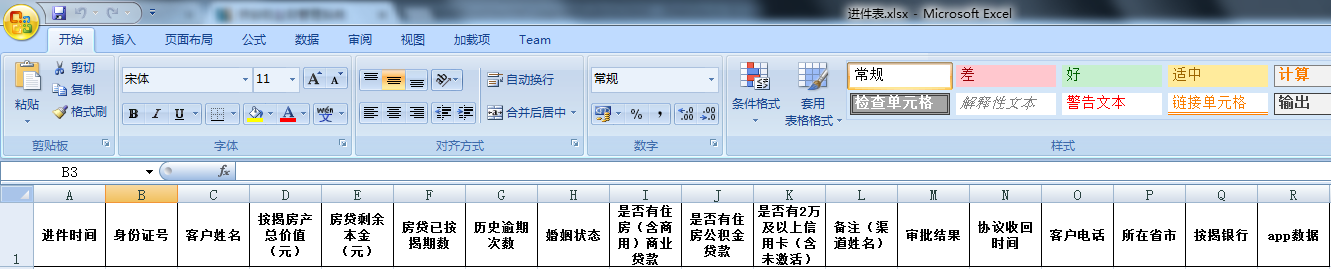 进件表.xlsx - Microsoft Excel
开始 插入 页面布局 公式 数据 审阅 视图 加载项 Team
粘贴
剪切
复制
格式刷
剪贴板
宋体 11
B I U
字体
自动换行
合并后居中
对齐方式
常规
% ,
数字
条件格式
套用
表格格式
常规 差 好 适中 计算
检查单元格 解释性文本 警告文本 链接单元格 输出
样式
B3 fx
A B C D E F G H I J K L M N O P Q R
1
进件时间
身份证号
客户姓名
按揭房产
总价值
（元）
房贷剩余
本金
（元）
房贷已按
揭期数
历史逾期
次数
婚姻状态
是否有住
房（含商
用）商业
贷款
是否有住
房公积金
贷款
是否有2万
及以上信
用卡（含
未激活）
备注（渠
道姓名）
审批结果
协议收回
时间
客户电话
所在省市
按揭银行
app数据